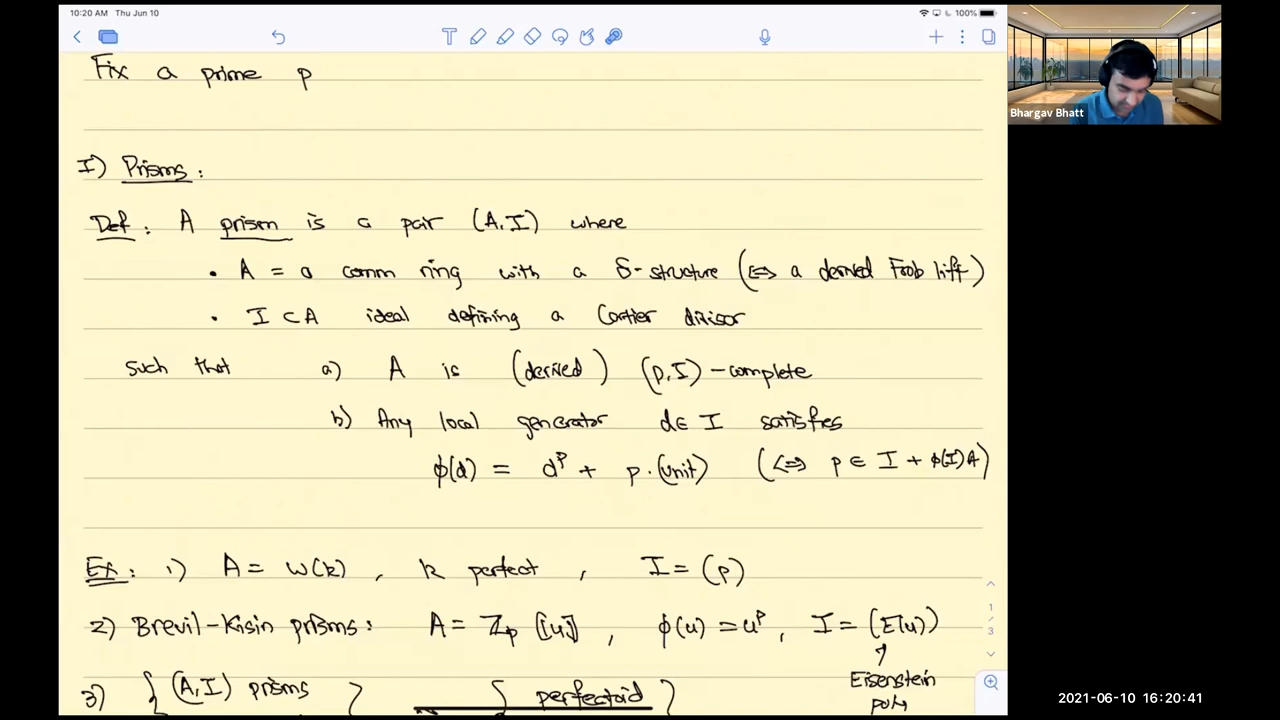 10:20 AM Thu Jun 10
100%
Fix a prime p
I) Prisms:
Def: A prism is a pair (A, I) where
• A = a comm ring with a δ-structure (⟺ a derived Frob lift)
• I ⊂ A ideal defining a Cartier divisor
such that a) A is (derived) (p, I)-complete
b) Any local generator d ∈ I satisfies
ϕ(d) = d^p + p·(unit) (⟺ p ∈ I + ϕ(I)A)
Ex: 1) A = W(k), k perfect, I = (p)
2) Breuil-Kisin prisms: A = ℤ_p [[u]], ϕ(u) = u^p, I = (E(u))
↑
Eisenstein
poly
3) { (A, I) prisms } { perfectoid }
1
/
3
Bhargav Bhatt
2021-06-10 16:20:41